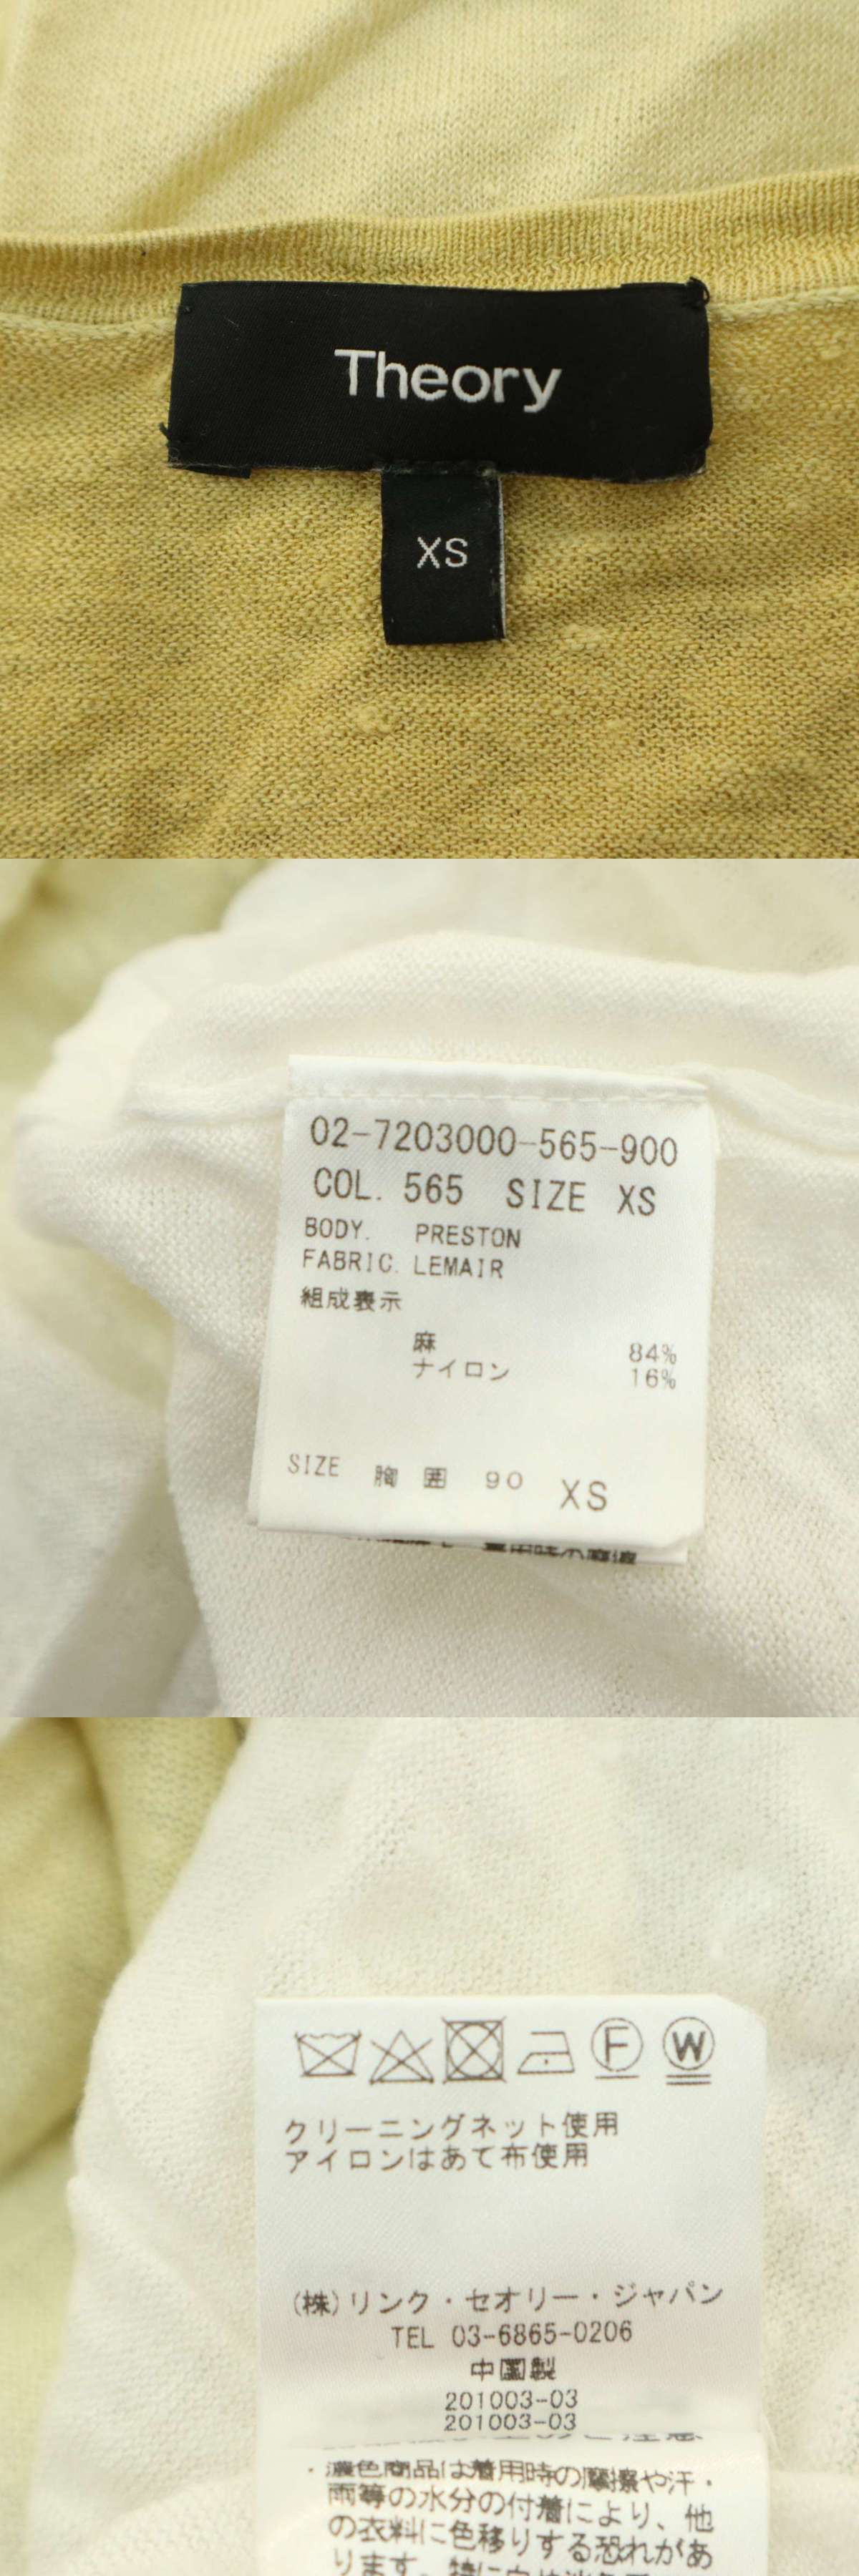 Theory
XS
02-7203000-565-900
COL. 565 SIZE XS
BODY. PRESTON
FABRIC. LEMAIR
組成表示
麻 84%
ナイロン 16%
SIZE 胸囲 90 XS
F W
クリーニングネット使用
アイロンはあて布使用
(株)リンク・セオリー・ジャパン
TEL 03-6865-0206
中国製
201003-03
201003-03
・濃色商品は着用時の摩擦や汗・
雨等の水分の付着により、他
の衣料に色移りする恐れがあ
ります。特に